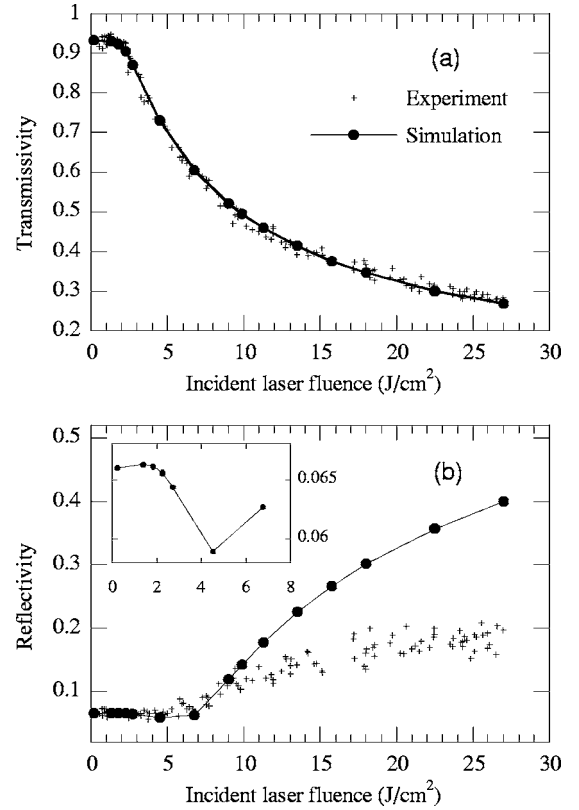 1
(a)
0.9
Experiment
0.8
Simulation
0.7
0.6
0.5
0.4
0.3
0.2
Transmissivity
0 5 10 15 20 25 30
Incident laser fluence (J/cm²)
0.5
(b)
0.065
0.06
0 2 4 6 8
0.4
0.3
0.2
0.1
0
Reflectivity
0 5 10 15 20 25 30
Incident laser fluence (J/cm²)